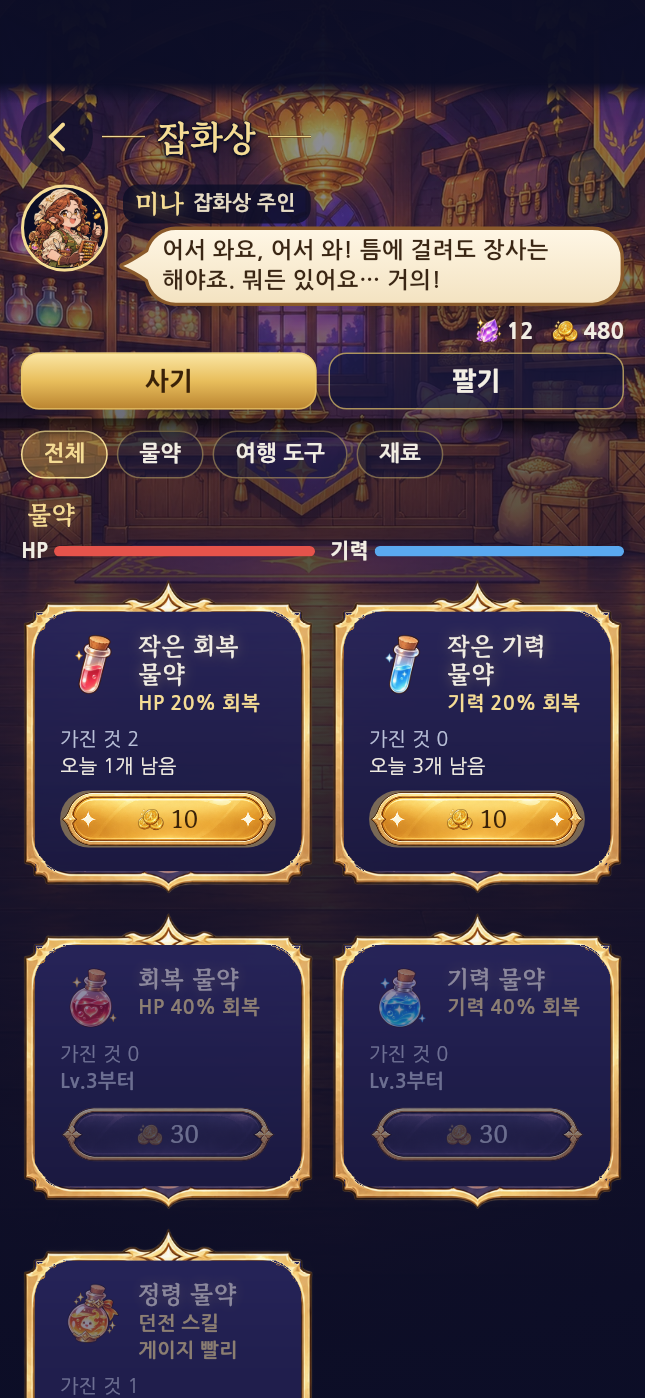 잡화상
미나 잡화상 주인
어서 와요, 어서 와! 틈에 걸려도 장사는
해야죠. 뭐든 있어요… 거의!
12 480
사기 팔기
전체 물약 여행 도구 재료
물약
HP 기력
작은 회복
물약
HP 20% 회복
가진 것 2
오늘 1개 남음
10
작은 기력
물약
기력 20% 회복
가진 것 0
오늘 3개 남음
10
회복 물약
HP 40% 회복
가진 것 0
Lv.3부터
30
기력 물약
기력 40% 회복
가진 것 0
Lv.3부터
30
정령 물약
던전 스킬
게이지 빨리
가진 것 1